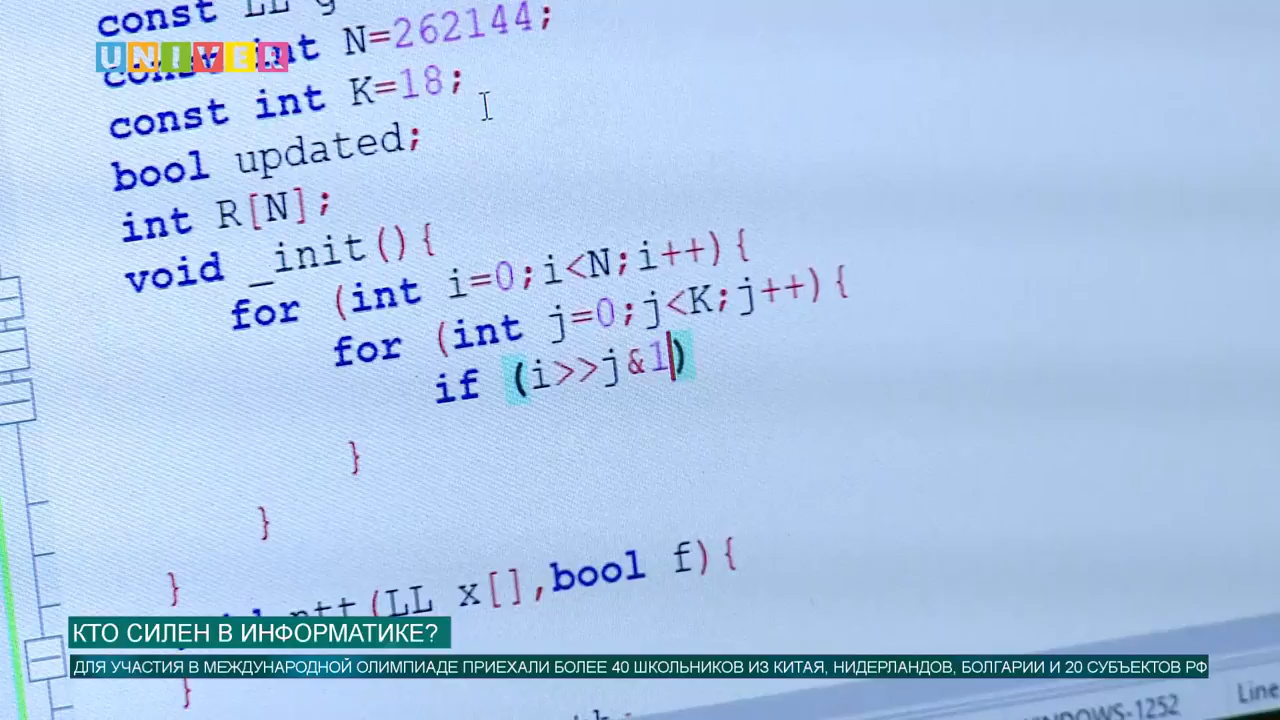 const LL g
const int N=262144;
UNIVER
const int K=18;
bool updated;
int R[N];
void _init(){
for (int i=0;i<N;i++){
for (int j=0;j<K;j++){
if (i>>j&1)
}
}
}
ntt(LL x[],bool f){
КТО СИЛЕН В ИНФОРМАТИКЕ?
ДЛЯ УЧАСТИЯ В МЕЖДУНАРОДНОЙ ОЛИМПИАДЕ ПРИЕХАЛИ БОЛЕЕ 40 ШКОЛЬНИКОВ ИЗ КИТАЯ, НИДЕРЛАНДОВ, БОЛГАРИИ И 20 СУБЪЕКТОВ РФ
}
WINDOWS-1252
Line